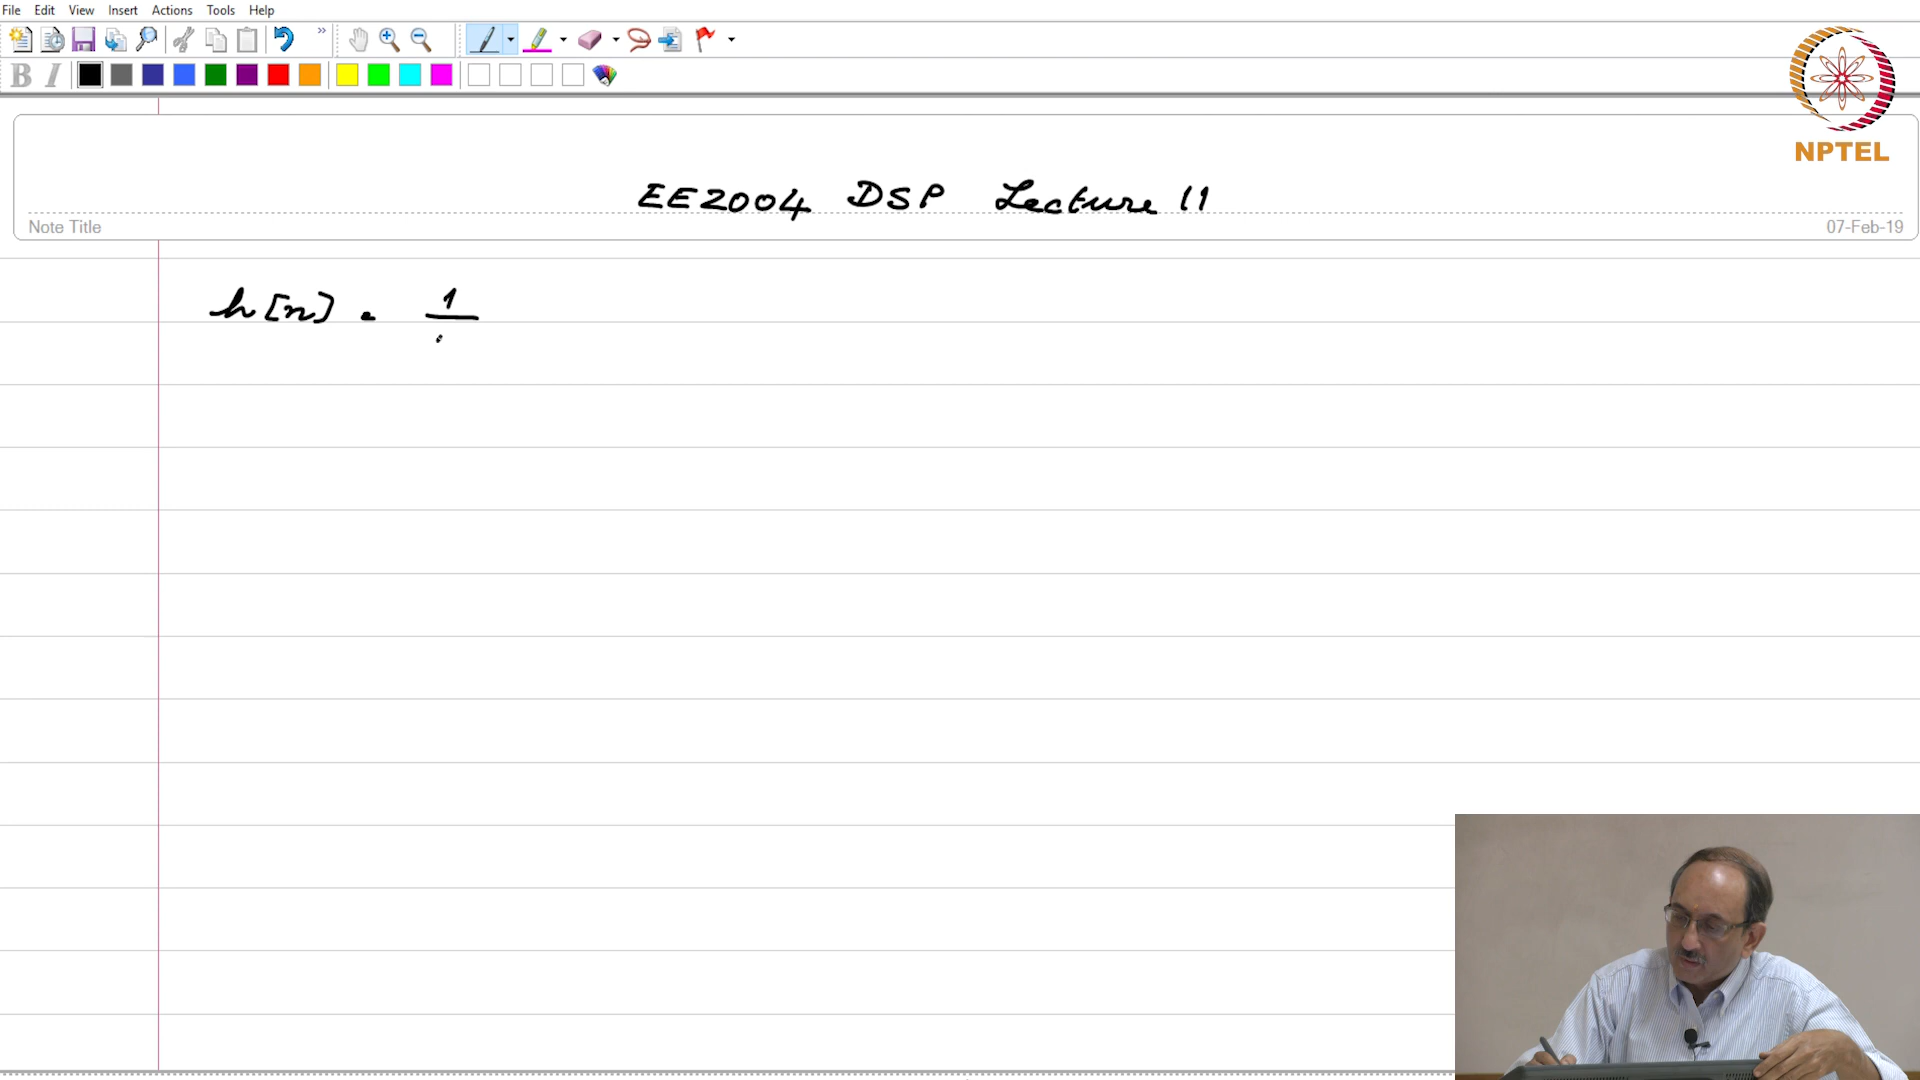 File Edit View Insert Actions Tools Help
B I
NPTEL
EE2004 DSP Lecture 11
Note Title
07-Feb-19
h[n] = 1